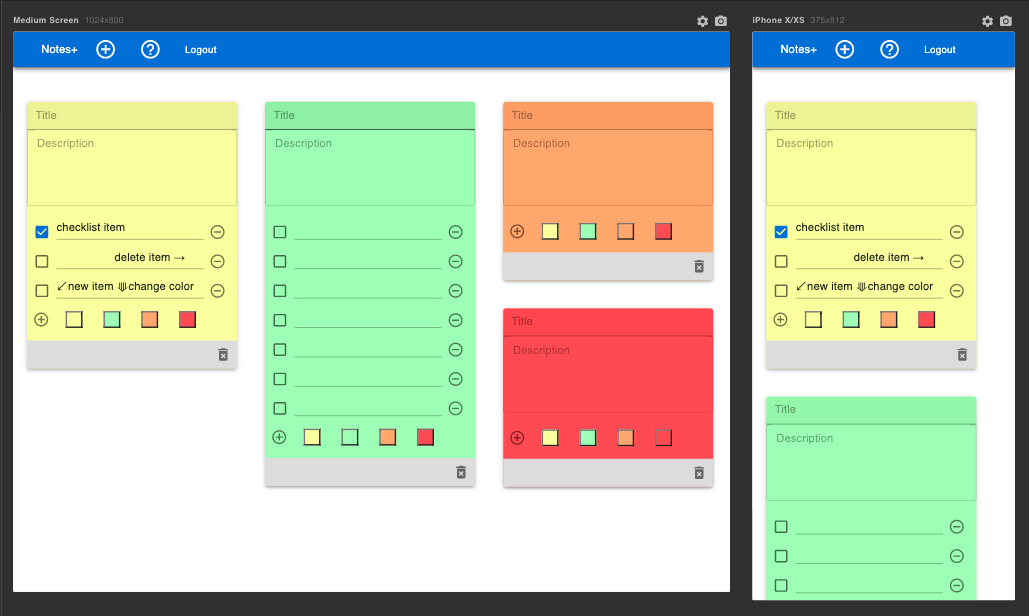 Medium Screen 1024x800
Notes+ Logout
Title
Description
checklist item
delete item →
↙new item ⤋change color
Title
Description
Title
Description
Title
Description
iPhone X/XS 375x812
Notes+ Logout
Title
Description
checklist item
delete item →
↙new item ⤋change color
Title
Description